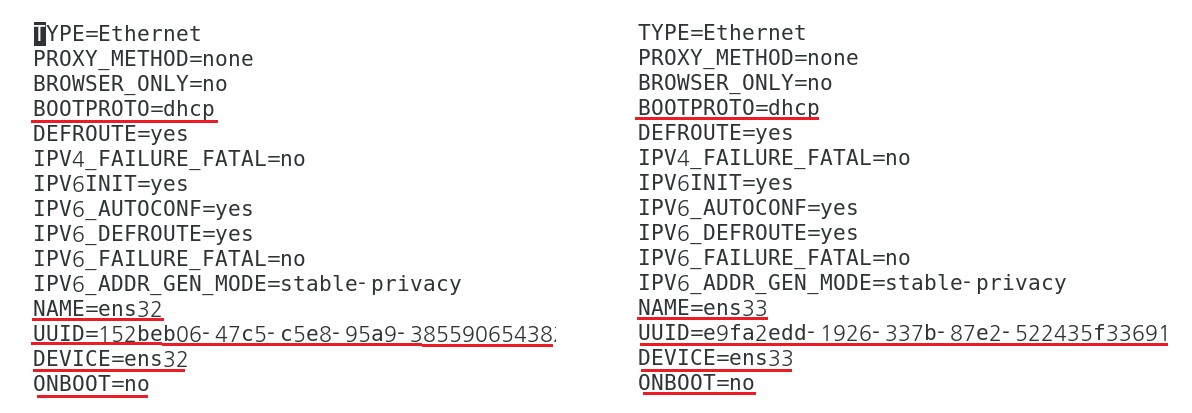 TYPE=Ethernet
PROXY_METHOD=none
BROWSER_ONLY=no
BOOTPROTO=dhcp
DEFROUTE=yes
IPV4_FAILURE_FATAL=no
IPV6INIT=yes
IPV6_AUTOCONF=yes
IPV6_DEFROUTE=yes
IPV6_FAILURE_FATAL=no
IPV6_ADDR_GEN_MODE=stable-privacy
NAME=ens32
UUID=152beb06-47c5-c5e8-95a9-385590654382
DEVICE=ens32
ONBOOT=no
TYPE=Ethernet
PROXY_METHOD=none
BROWSER_ONLY=no
BOOTPROTO=dhcp
DEFROUTE=yes
IPV4_FAILURE_FATAL=no
IPV6INIT=yes
IPV6_AUTOCONF=yes
IPV6_DEFROUTE=yes
IPV6_FAILURE_FATAL=no
IPV6_ADDR_GEN_MODE=stable-privacy
NAME=ens33
UUID=e9fa2edd-1926-337b-87e2-522435f33691
DEVICE=ens33
ONBOOT=no